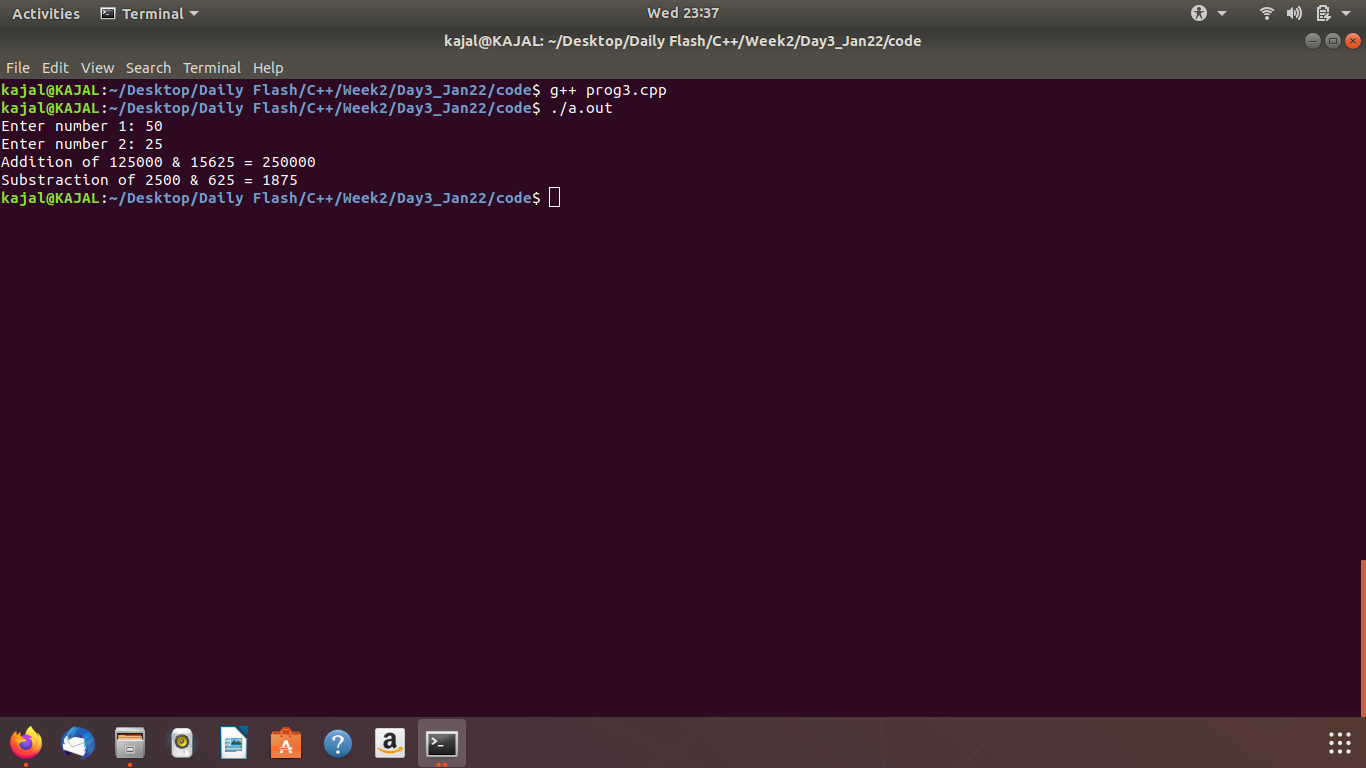 Activities Terminal Wed 23:37
kajal@KAJAL: ~/Desktop/Daily Flash/C++/Week2/Day3_Jan22/code
File Edit View Search Terminal Help
kajal@KAJAL:~/Desktop/Daily Flash/C++/Week2/Day3_Jan22/code$ g++ prog3.cpp
kajal@KAJAL:~/Desktop/Daily Flash/C++/Week2/Day3_Jan22/code$ ./a.out
Enter number 1: 50
Enter number 2: 25
Addition of 125000 & 15625 = 250000
Substraction of 2500 & 625 = 1875
kajal@KAJAL:~/Desktop/Daily Flash/C++/Week2/Day3_Jan22/code$